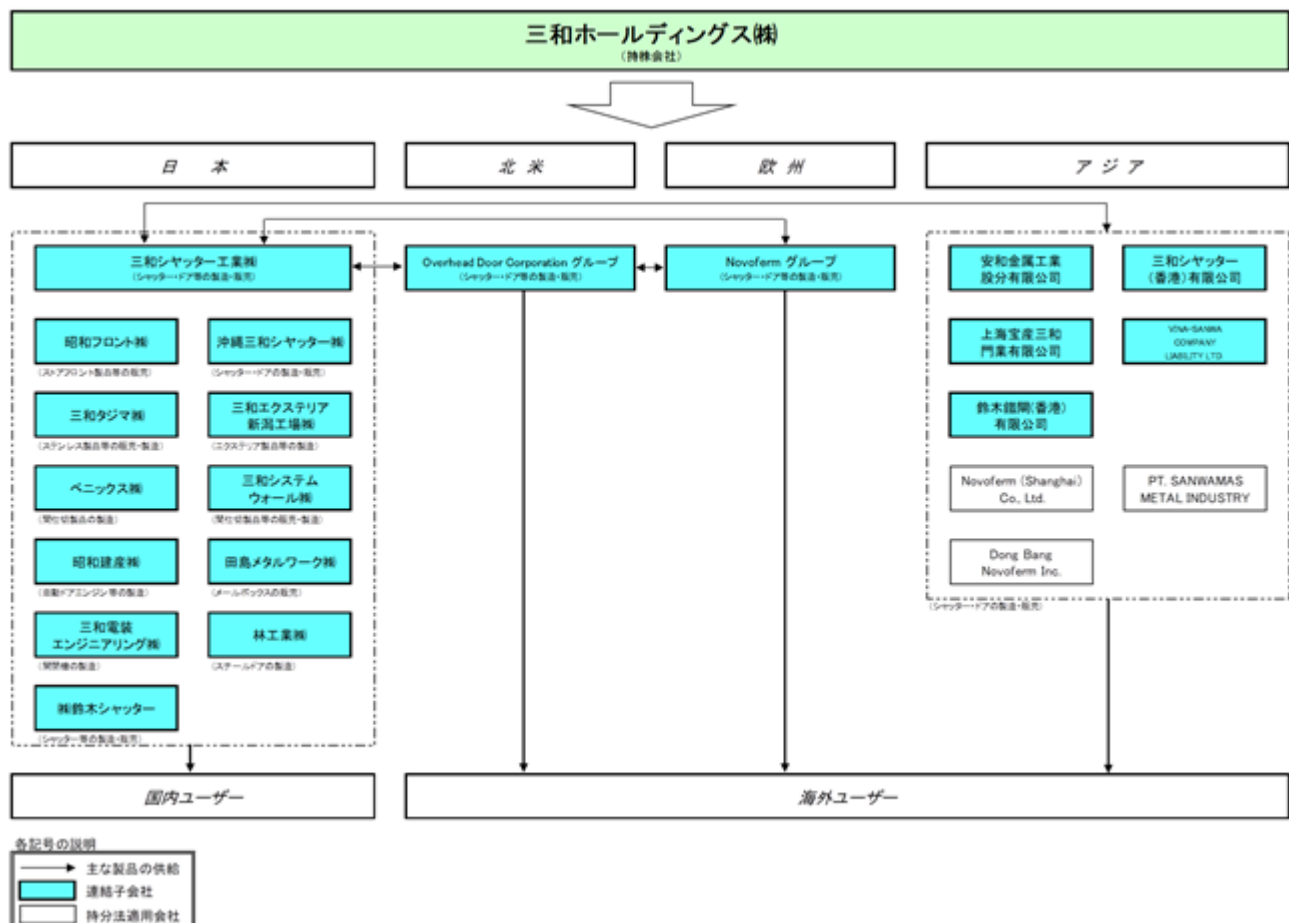 三和ホールディングス㈱
（持株会社）
日 本
北 米
欧 州
ア ジ ア
三和シヤッター工業㈱
（シャッター・ドア等の製造・販売）
Overhead Door Corporation グループ
（シャッター・ドア等の製造・販売）
Novoferm グループ
（シャッター・ドア等の製造・販売）
安和金属工業
股分有限公司
三和シヤッター
（香港）有限公司
昭和フロント㈱
（ストアフロント製品等の販売）
沖縄三和シヤッター㈱
（シャッター・ドアの製造・販売）
上海宝産三和
門業有限公司
VINA-SANWA
COMPANY
LIABILITY LTD
三和タジマ㈱
（ステンレス製品等の販売・製造）
三和エクステリア
新潟工場㈱
（エクステリア製品等の製造）
鈴木鐵閘(香港)
有限公司
ベニックス㈱
（間仕切製品の製造）
三和システム
ウォール㈱
（間仕切製品等の販売・製造）
Novoferm (Shanghai)
Co., Ltd.
PT. SANWAMAS
METAL INDUSTRY
昭和建産㈱
（自動ドアエンジン等の製造）
田島メタルワーク㈱
（メールボックスの販売）
Dong Bang
Novoferm Inc.
（シャッター・ドアの製造・販売）
三和電装
エンジニアリング㈱
（開閉機の製造）
林工業㈱
（スチールドアの製造）
㈱鈴木シャッター
（シャッター等の製造・販売）
国内ユーザー
海外ユーザー
各記号の説明
主な製品の供給
連結子会社
持分法適用会社